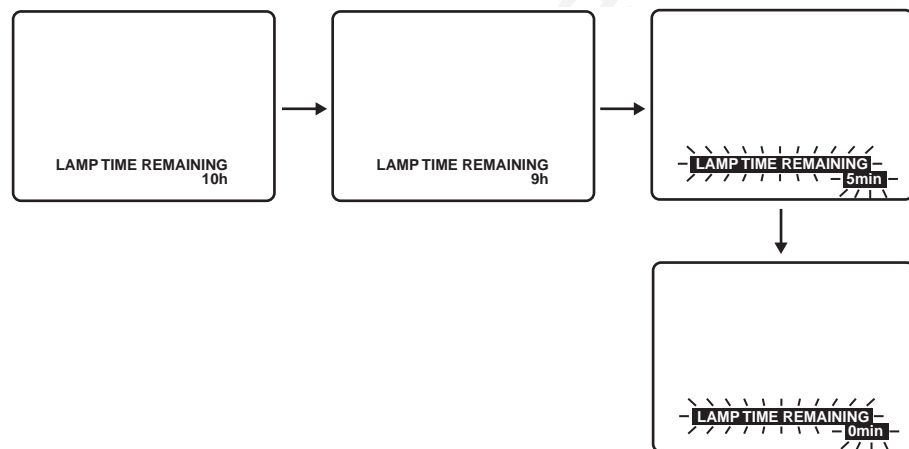 LAMP TIME REMAINING
10h
LAMP TIME REMAINING
9h
LAMP TIME REMAINING
5min
LAMP TIME REMAINING
0min